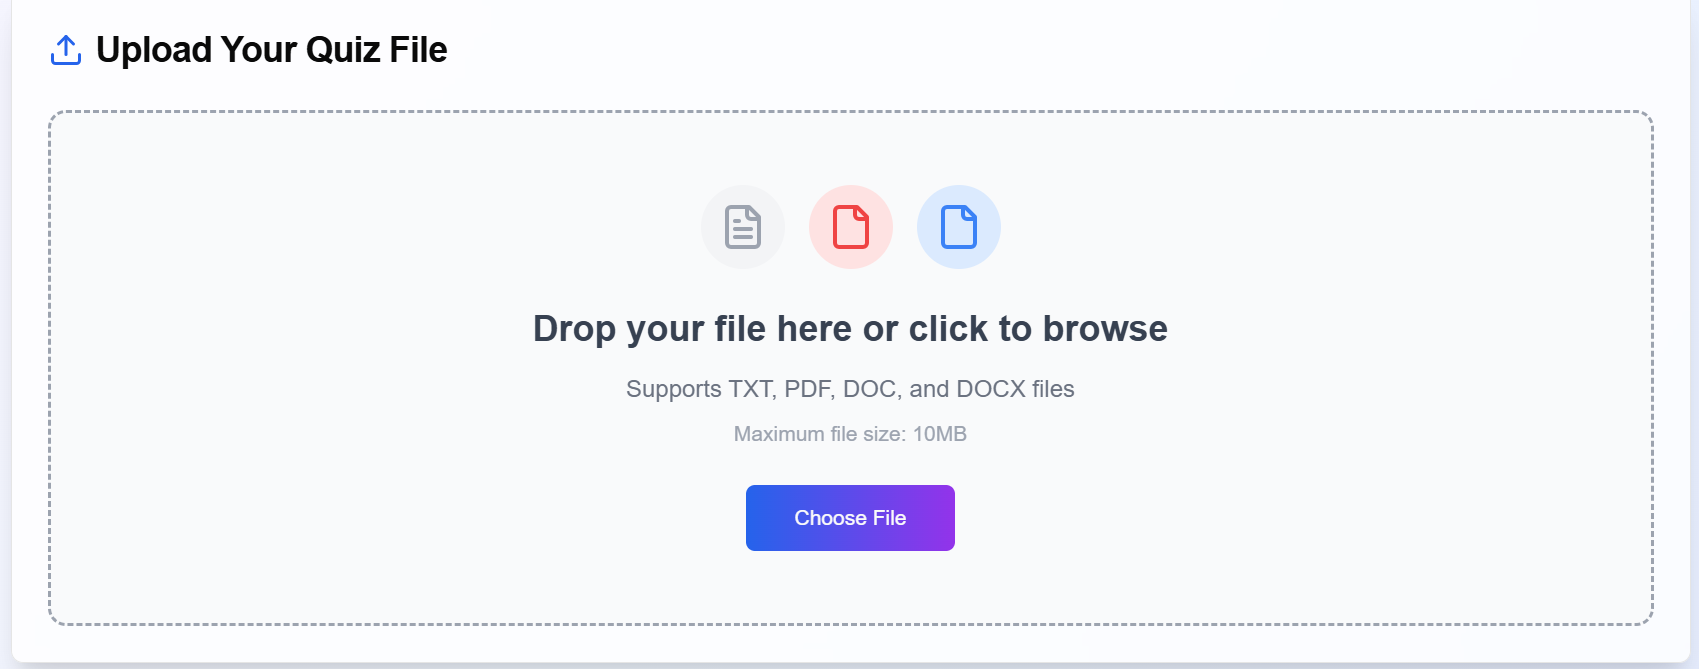 Upload Your Quiz File
Drop your file here or click to browse
Supports TXT, PDF, DOC, and DOCX files
Maximum file size: 10MB
Choose File